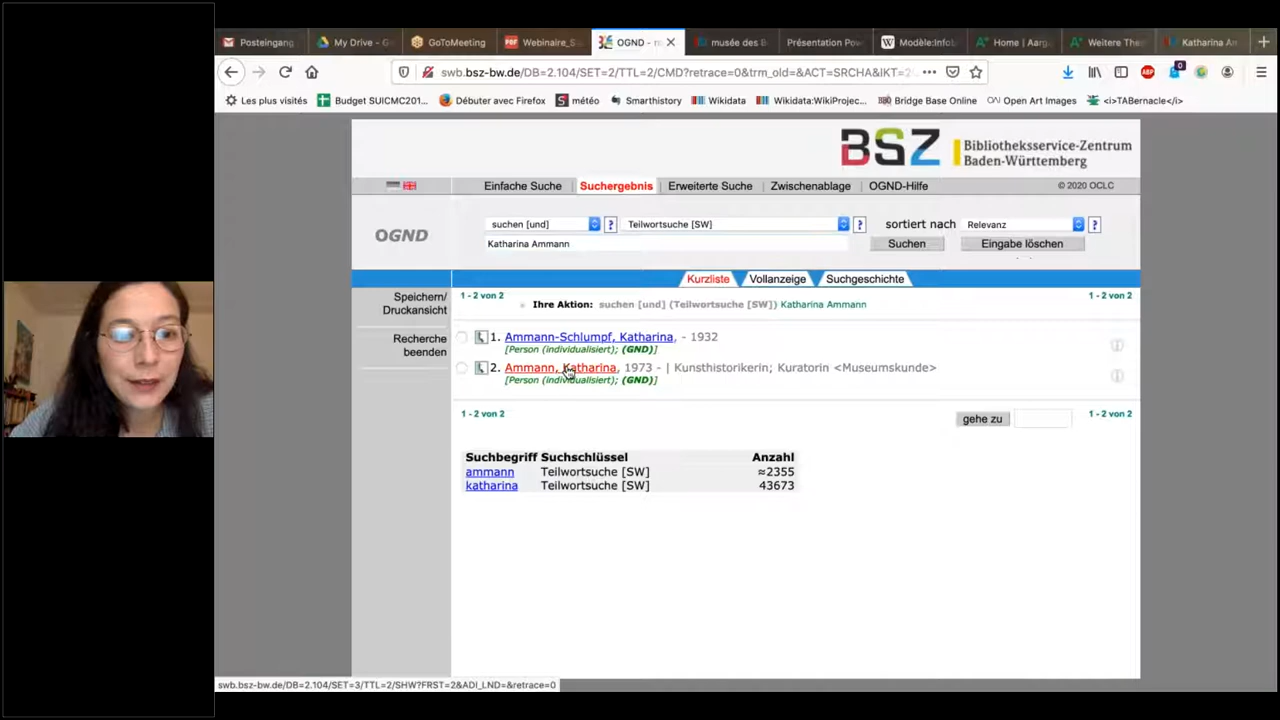 Posteingang
My Drive - G
GoToMeeting
Webinaire_S
OGND - re
musée des B
Présentation Pow
Modèle:Infob
Home | Aarg
Weitere Ther
Katharina Am
swb.bsz-bw.de/DB=2.104/SET=2/TTL=2/CMD?retrace=0&trm_old=&ACT=SRCHA&IKT=2
Les plus visités
Budget SUICMC201...
Débuter avec Firefox
météo
Smarthistory
Wikidata
Wikidata:WikiProjec...
Bridge Base Online
Open Art Images
<i>TABernacle</i>
BSZ
Bibliotheksservice-Zentrum
Baden-Württemberg
Einfache Suche | Suchergebnis | Erweiterte Suche | Zwischenablage | OGND-Hilfe
© 2020 OCLC
OGND
suchen [und]
?
Teilwortsuche [SW]
?
sortiert nach
Relevanz
?
Katharina Ammann
Suchen
Eingabe löschen
Kurzliste
Vollanzeige
Suchgeschichte
Speichern/
Druckansicht
Recherche
beenden
1 - 2 von 2
Ihre Aktion: suchen [und] (Teilwortsuche [SW]) Katharina Ammann
1 - 2 von 2
1. Ammann-Schlumpf, Katharina, - 1932
[Person (individualisiert); (GND)]
2. Ammann, Katharina, 1973 - | Kunsthistorikerin; Kuratorin <Museumskunde>
[Person (individualisiert); (GND)]
1 - 2 von 2
gehe zu
1 - 2 von 2
Suchbegriff Suchschlüssel Anzahl
ammann Teilwortsuche [SW] ≈2355
katharina Teilwortsuche [SW] 43673
swb.bsz-bw.de/DB=2.104/SET=3/TTL=2/SHW?FRST=2&ADI_LND=&retrace=0